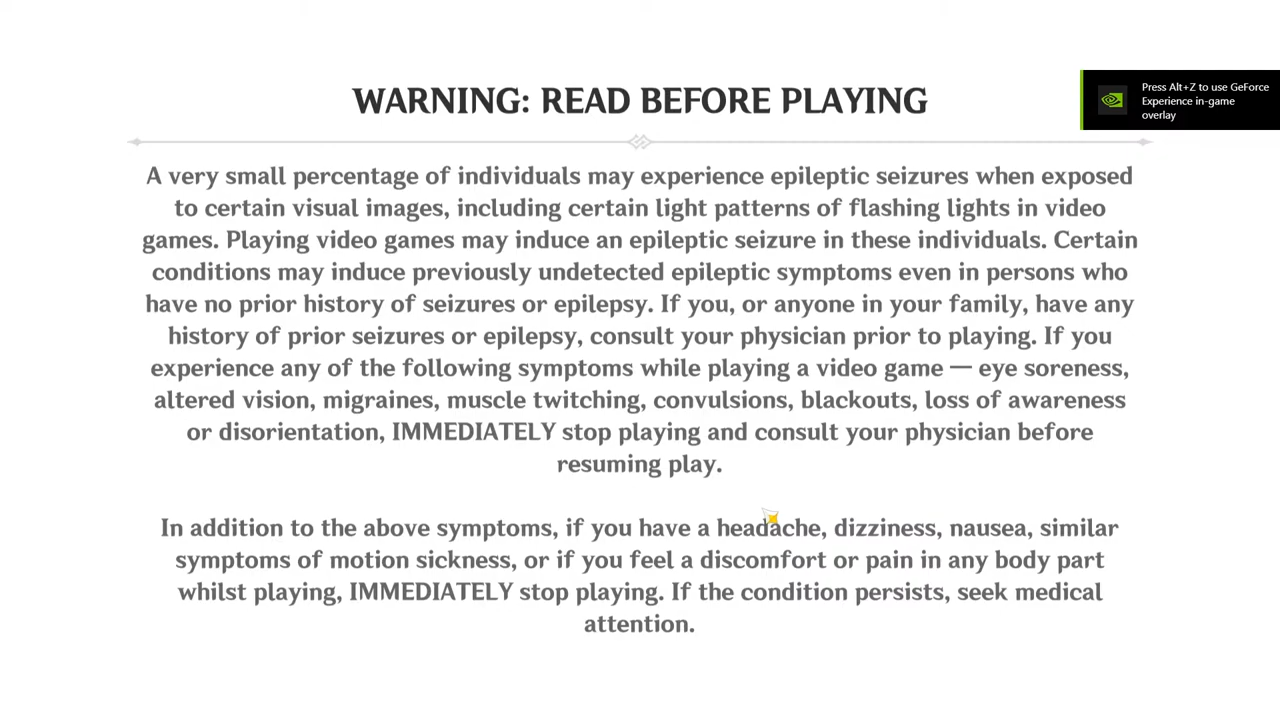 WARNING: READ BEFORE PLAYING
Press Alt+Z to use GeForce
Experience in-game
overlay
A very small percentage of individuals may experience epileptic seizures when exposed
to certain visual images, including certain light patterns of flashing lights in video
games. Playing video games may induce an epileptic seizure in these individuals. Certain
conditions may induce previously undetected epileptic symptoms even in persons who
have no prior history of seizures or epilepsy. If you, or anyone in your family, have any
history of prior seizures or epilepsy, consult your physician prior to playing. If you
experience any of the following symptoms while playing a video game — eye soreness,
altered vision, migraines, muscle twitching, convulsions, blackouts, loss of awareness
or disorientation, IMMEDIATELY stop playing and consult your physician before
resuming play.
In addition to the above symptoms, if you have a headache, dizziness, nausea, similar
symptoms of motion sickness, or if you feel a discomfort or pain in any body part
whilst playing, IMMEDIATELY stop playing. If the condition persists, seek medical
attention.